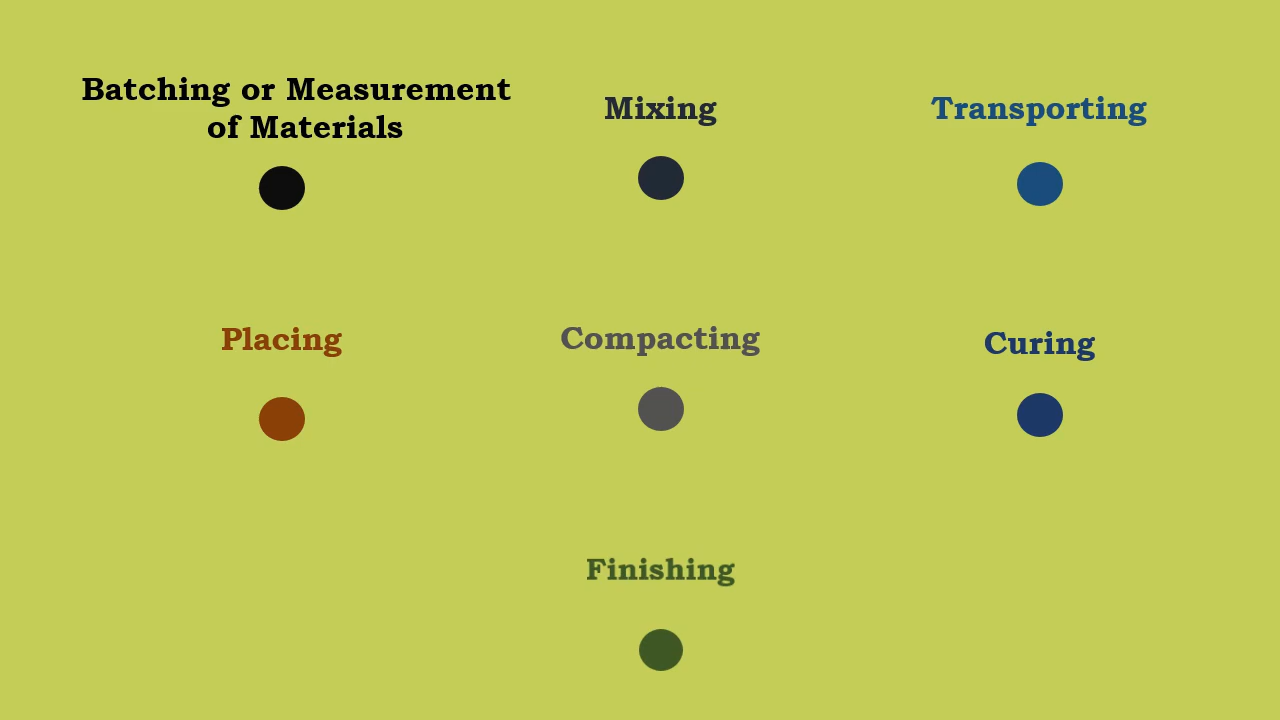 Batching or Measurement
of Materials
Mixing
Transporting
Placing
Compacting
Curing
Finishing